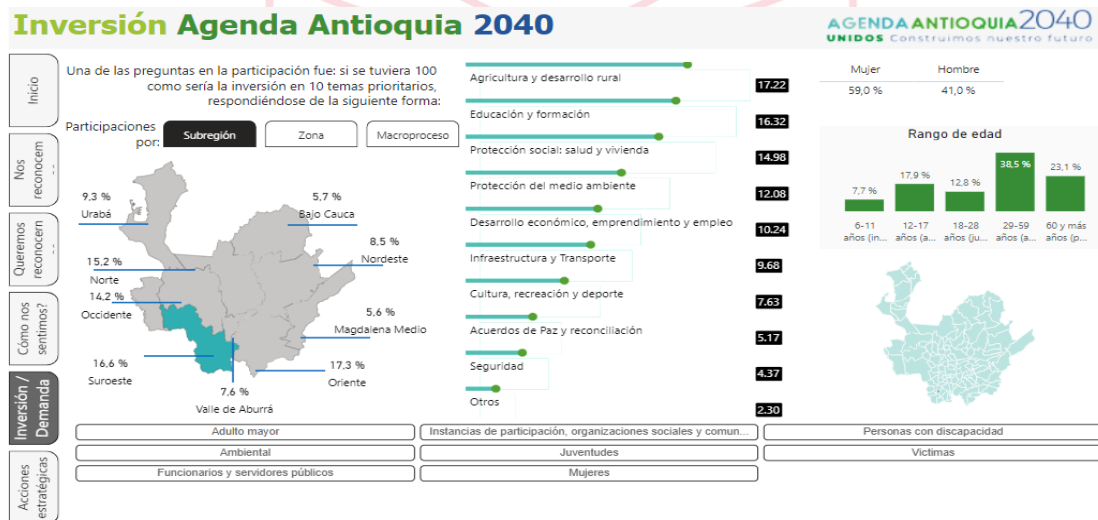 Inversión Agenda Antioquia 2040
AGENDA ANTIOQUIA 2040
UNIDOS Construimos nuestro futuro
Inicio
Nos
reconocem
...
Queremos
reconocern
...
Cómo nos
sentimos?
Inversión /
Demanda
Acciones
estratégicas
Una de las preguntas en la participación fue: si se tuviera 100
como sería la inversión en 10 temas prioritarios,
respondiéndose de la siguiente forma:
Participaciones
por:
Subregión
Zona
Macroproceso
9,3 %
Urabá
5,7 %
Bajo Cauca
8,5 %
Nordeste
15,2 %
Norte
14,2 %
Occidente
5,6 %
Magdalena Medio
16,6 %
Suroeste
17,3 %
Oriente
7,6 %
Valle de Aburrá
Agricultura y desarrollo rural
17.22
Educación y formación
16.32
Protección social: salud y vivienda
14.98
Protección del medio ambiente
12.08
Desarrollo económico, emprendimiento y empleo
10.24
Infraestructura y Transporte
9.68
Cultura, recreación y deporte
7.63
Acuerdos de Paz y reconciliación
5.17
Seguridad
4.37
Otros
2.30
Mujer Hombre
59,0 % 41,0 %
Rango de edad
7,7 % 17,9 % 12,8 % 38,5 % 23,1 %
6-11 12-17 18-28 29-59 60 y más
años (in... años (a... años (ju... años (a... años (p...
Adulto mayor
Instancias de participación, organizaciones sociales y comun...
Personas con discapacidad
Ambiental
Juventudes
Victimas
Funcionarios y servidores públicos
Mujeres